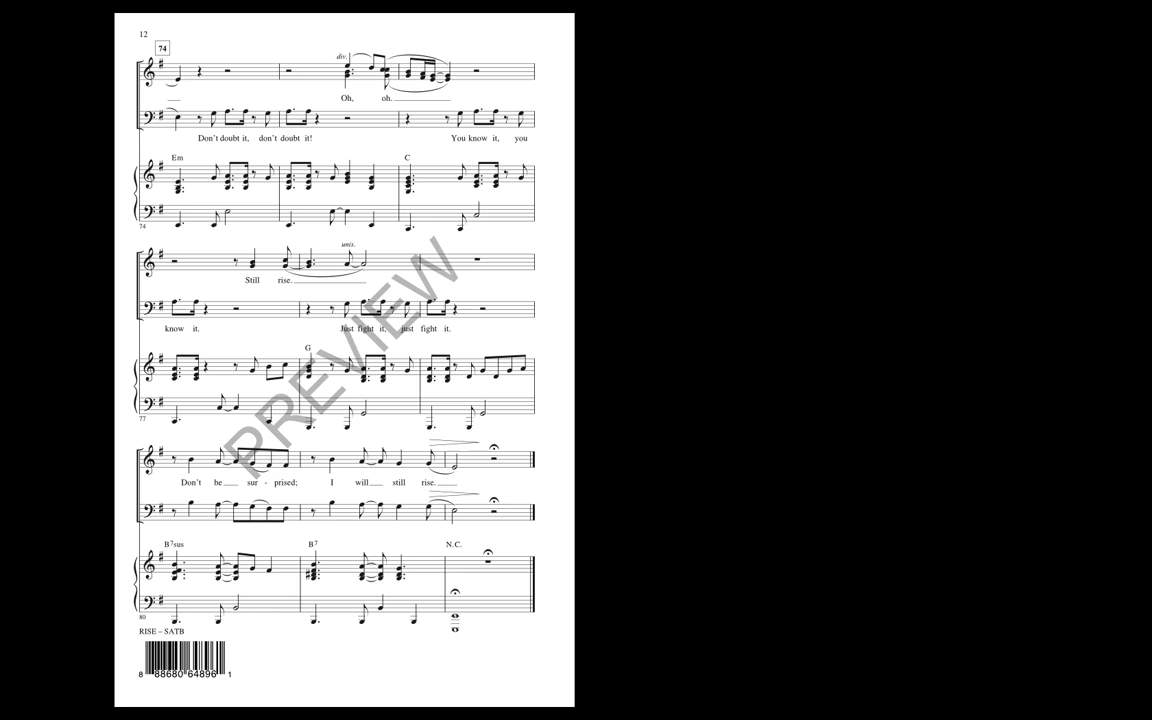 12
74
div.
Oh, oh.
Don't doubt it, don't doubt it! You know it, you
Em C
74
unis.
Still rise.
know it. Just fight it, just fight it.
G
77
Don't be sur - prised; I will still rise.
B7sus B7 N.C.
80
RISE – SATB
8 88680 64896 1
PREVIEW